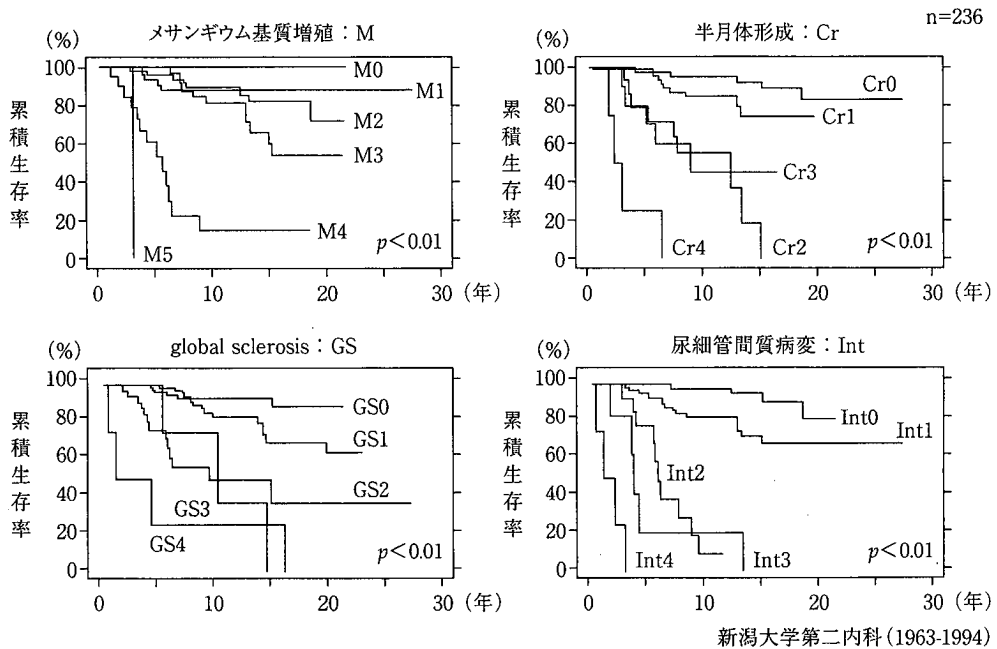 n=236
メサンギウム基質増殖：M
(%)
100
80
60
40
20
0
累積生存率
M0
M1
M2
M3
M4
M5
p＜0.01
0 10 20 30 (年)
半月体形成：Cr
(%)
100
80
60
40
20
0
累積生存率
Cr0
Cr1
Cr3
Cr4
Cr2
p＜0.01
0 10 20 30 (年)
global sclerosis：GS
(%)
100
80
60
40
20
0
累積生存率
GS0
GS1
GS2
GS3
GS4
p＜0.01
0 10 20 30 (年)
尿細管間質病変：Int
(%)
100
80
60
40
20
0
累積生存率
Int0
Int1
Int2
Int4
Int3
p＜0.01
0 10 20 30 (年)
新潟大学第二内科(1963-1994)